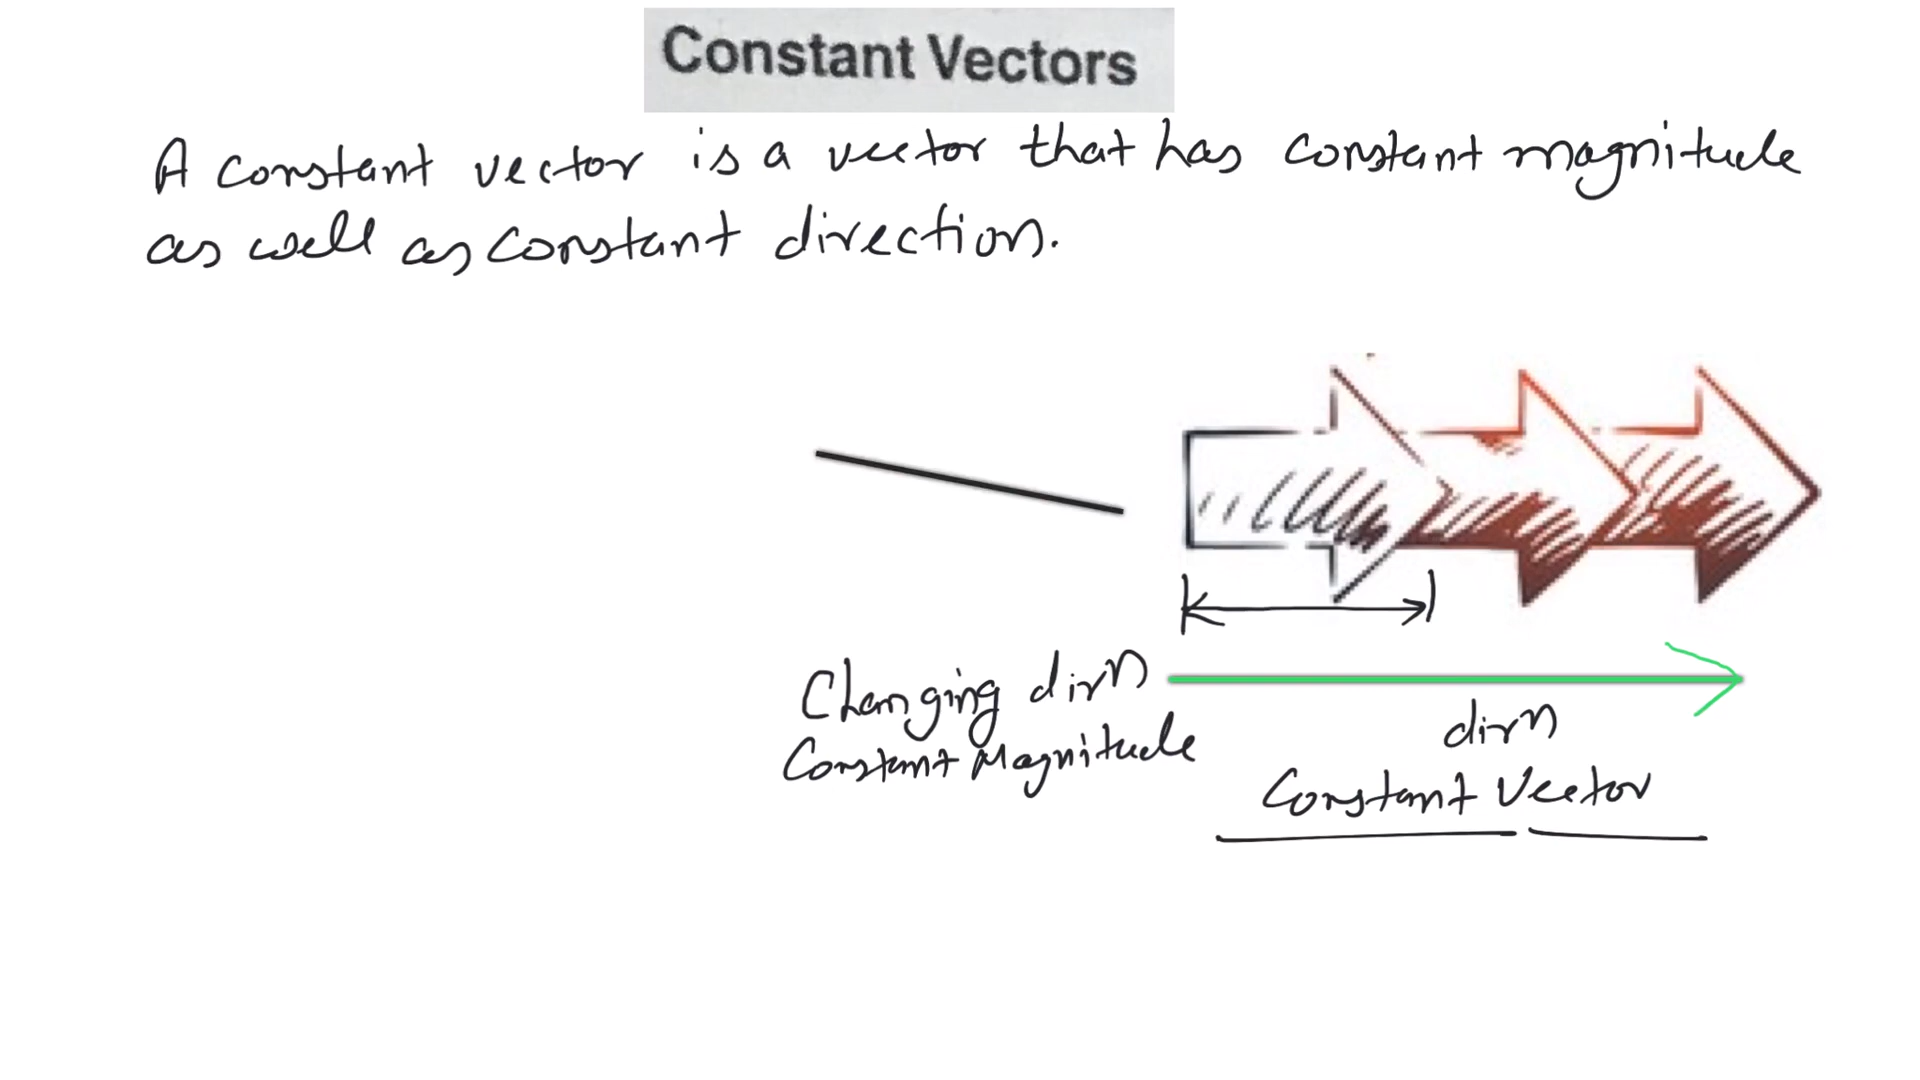 Constant Vectors
A constant vector is a vector that has constant magnitude
as well as constant direction.
Changing dirn
Constant Magnitude
dirn
Constant Vector